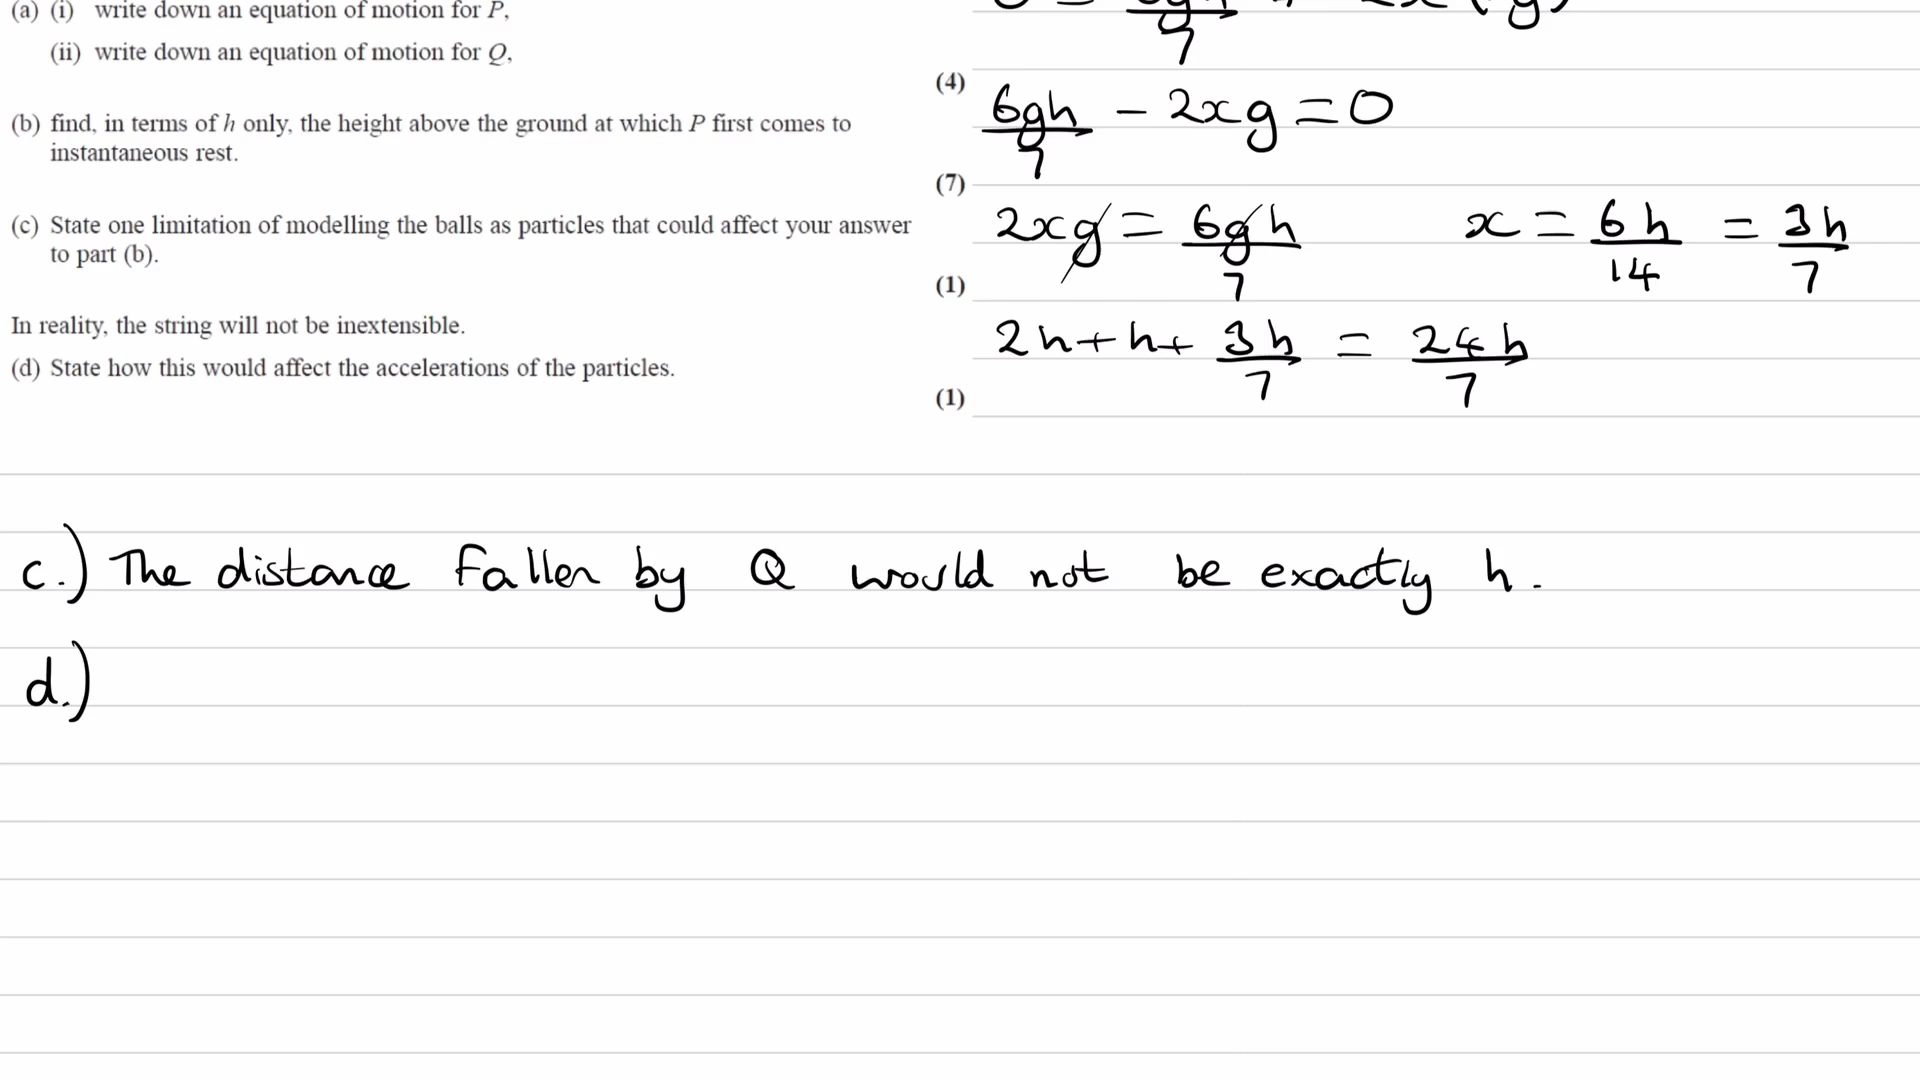 (a) (i) write down an equation of motion for P,
(ii) write down an equation of motion for Q,
(4)
(b) find, in terms of h only, the height above the ground at which P first comes to
instantaneous rest.
(7)
(c) State one limitation of modelling the balls as particles that could affect your answer
to part (b).
(1)
In reality, the string will not be inextensible.
(d) State how this would affect the accelerations of the particles.
(1)
6gh/7 − 2xg = 0
2xg = 6gh/7 x = 6h/14 = 3h/7
2h + h + 3h/7 = 24h/7
c.) The distance fallen by Q would not be exactly h.
d.)